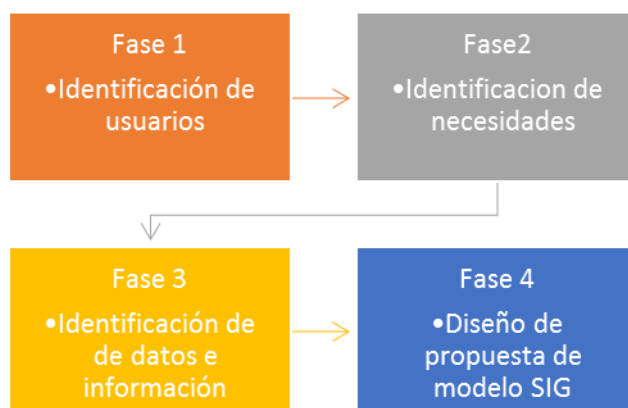 Fase 1
•Identificación de
usuarios
Fase2
•Identificacion de
necesidades
Fase 3
•Identificación de
de datos e
información
Fase 4
•Diseño de
propuesta de
modelo SIG